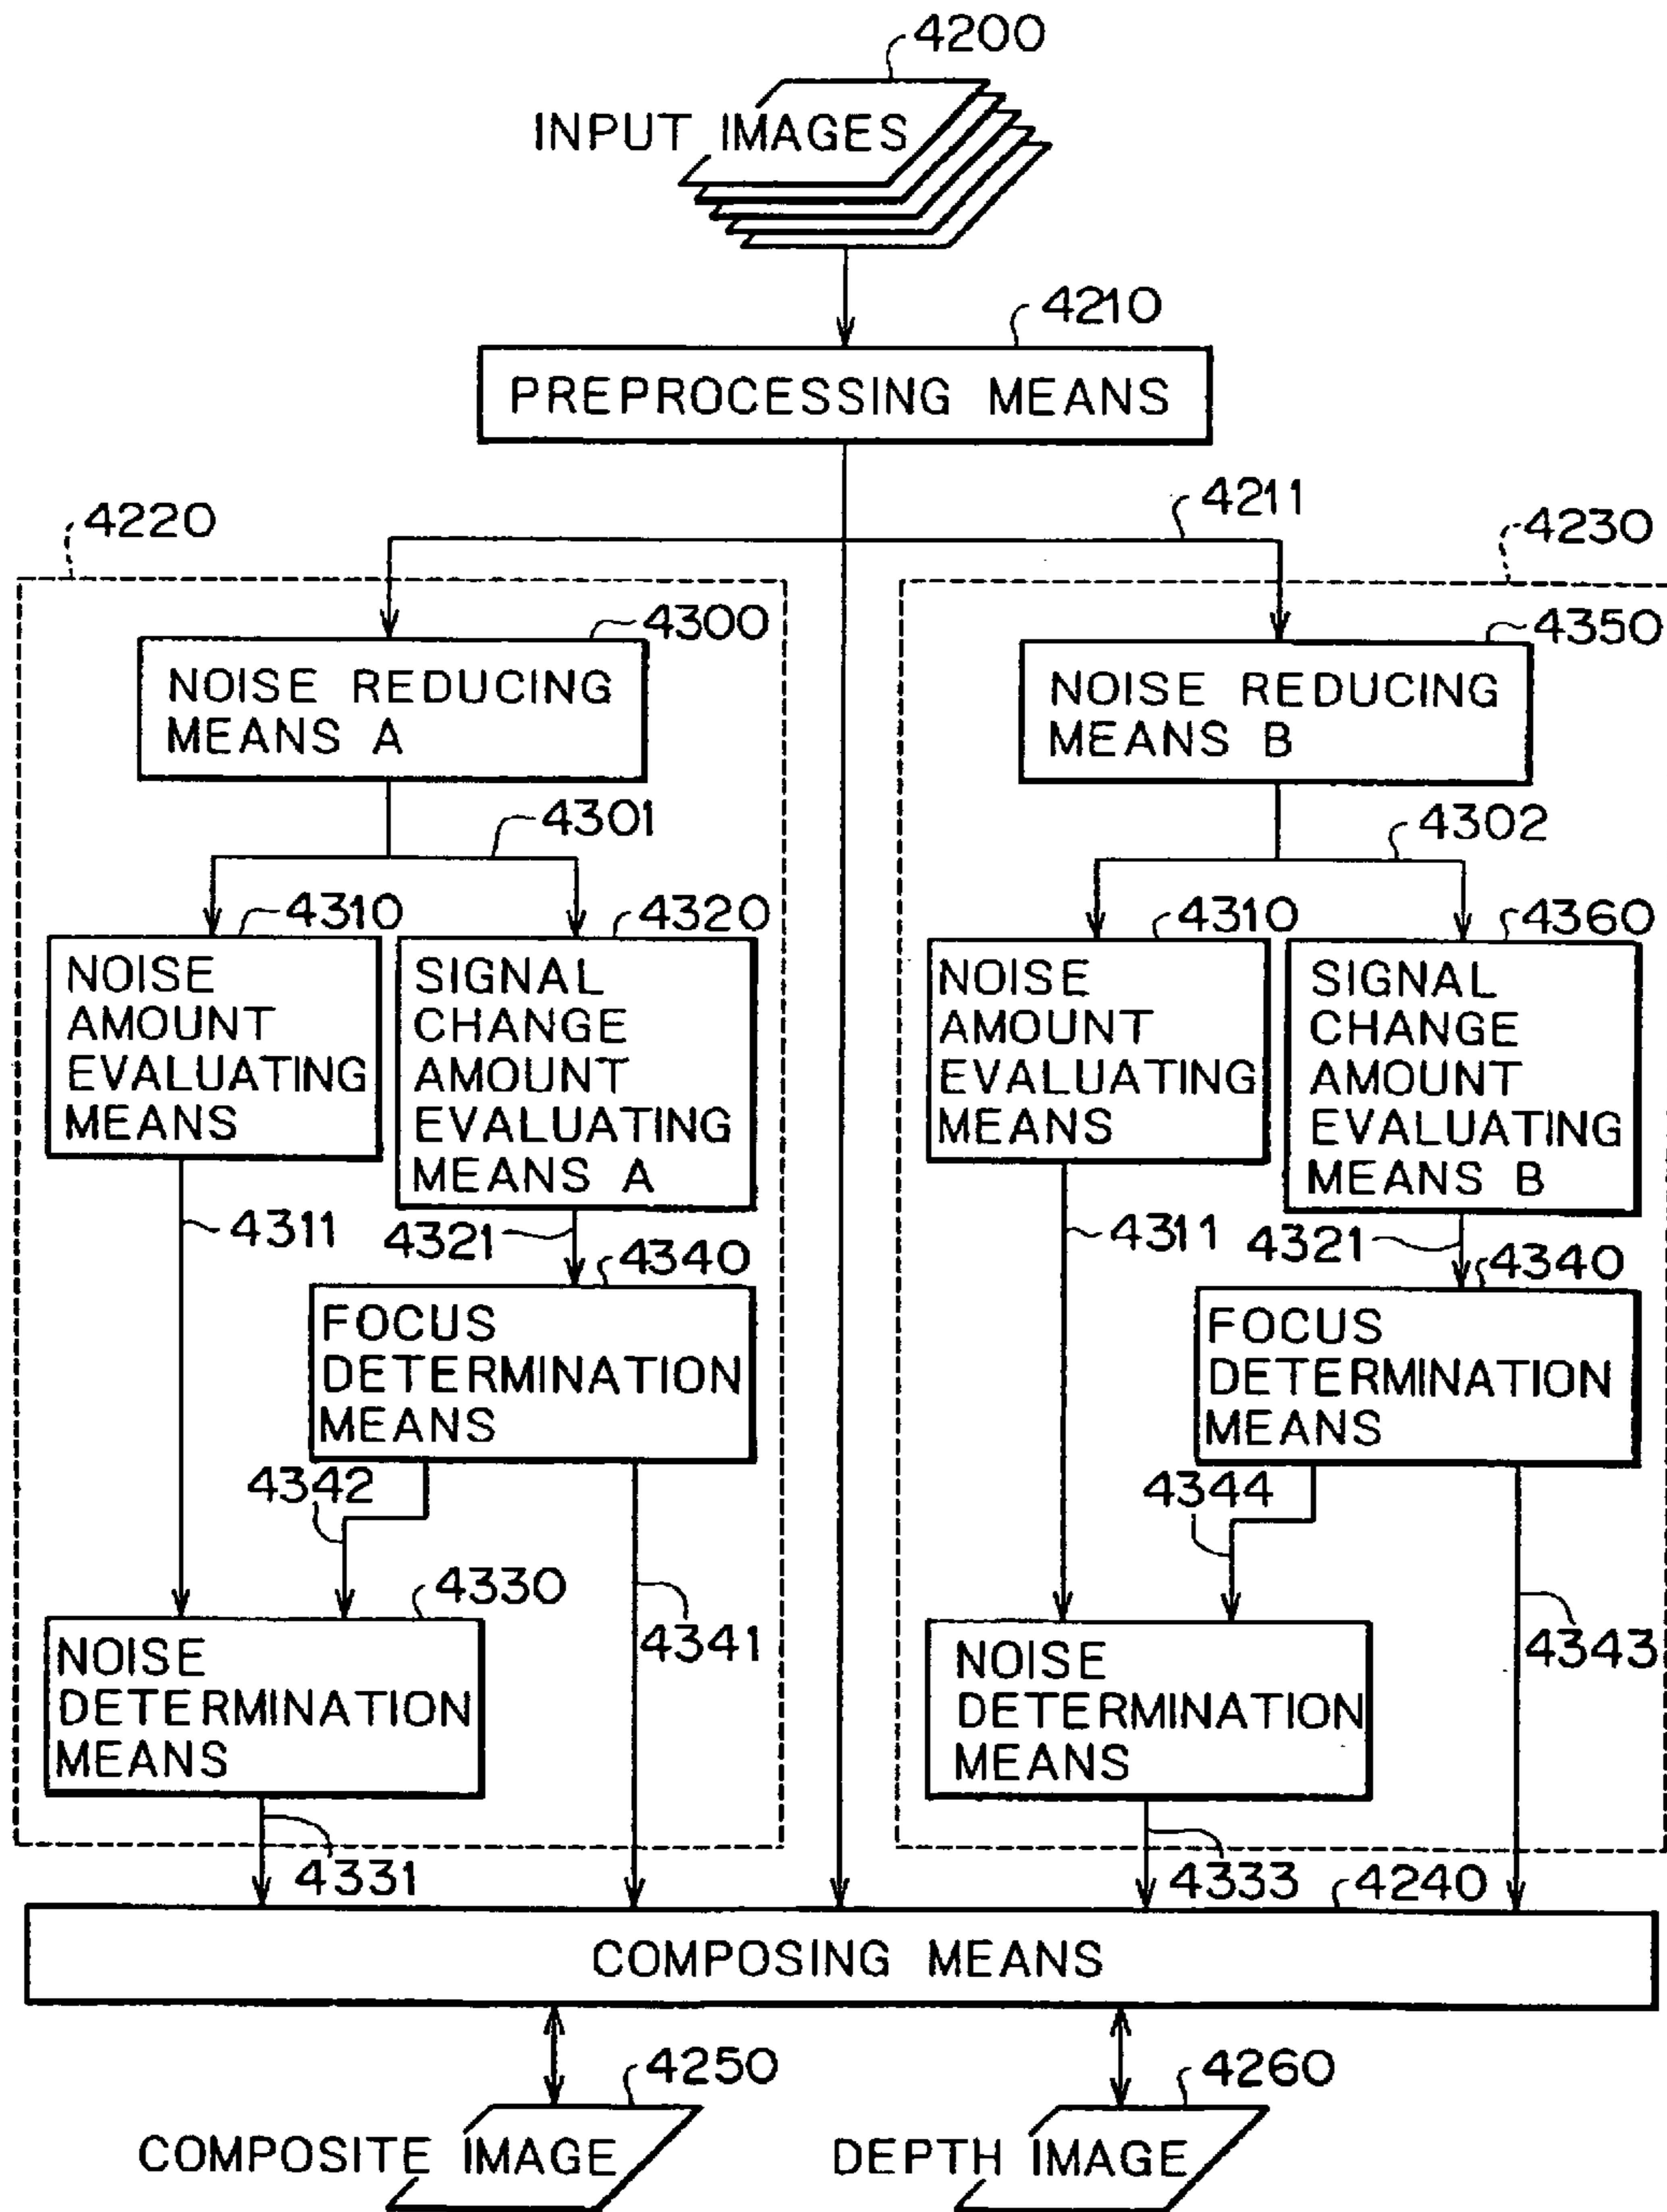 4200
INPUT IMAGES
4210
PREPROCESSING MEANS
4211
4220
4230
4300
NOISE REDUCING
MEANS A
4301
4310
NOISE
AMOUNT
EVALUATING
MEANS
4320
SIGNAL
CHANGE
AMOUNT
EVALUATING
MEANS A
4311
4321
4340
FOCUS
DETERMINATION
MEANS
4342
4330
4341
NOISE
DETERMINATION
MEANS
4331
4350
NOISE REDUCING
MEANS B
4302
4310
NOISE
AMOUNT
EVALUATING
MEANS
4360
SIGNAL
CHANGE
AMOUNT
EVALUATING
MEANS B
4311
4321
4340
FOCUS
DETERMINATION
MEANS
4344
4343
NOISE
DETERMINATION
MEANS
4333
4240
COMPOSING MEANS
4250
COMPOSITE IMAGE
4260
DEPTH IMAGE